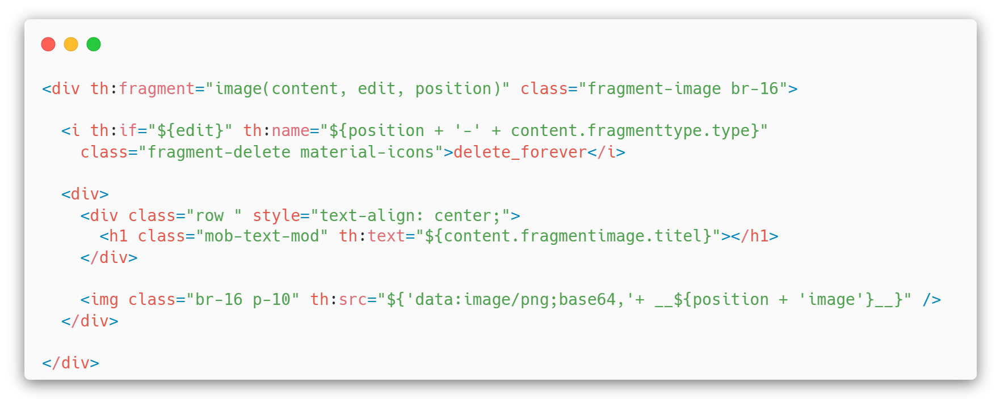 <div th:fragment="image(content, edit, position)" class="fragment-image br-16">
<i th:if="${edit}" th:name="${position + '-' + content.fragmenttype.type}"
class="fragment-delete material-icons">delete_forever</i>
<div>
<div class="row " style="text-align: center;">
<h1 class="mob-text-mod" th:text="${content.fragmentimage.titel}"></h1>
</div>
<img class="br-16 p-10" th:src="${'data:image/png;base64,'+ __${position + 'image'}__}" />
</div>
</div>